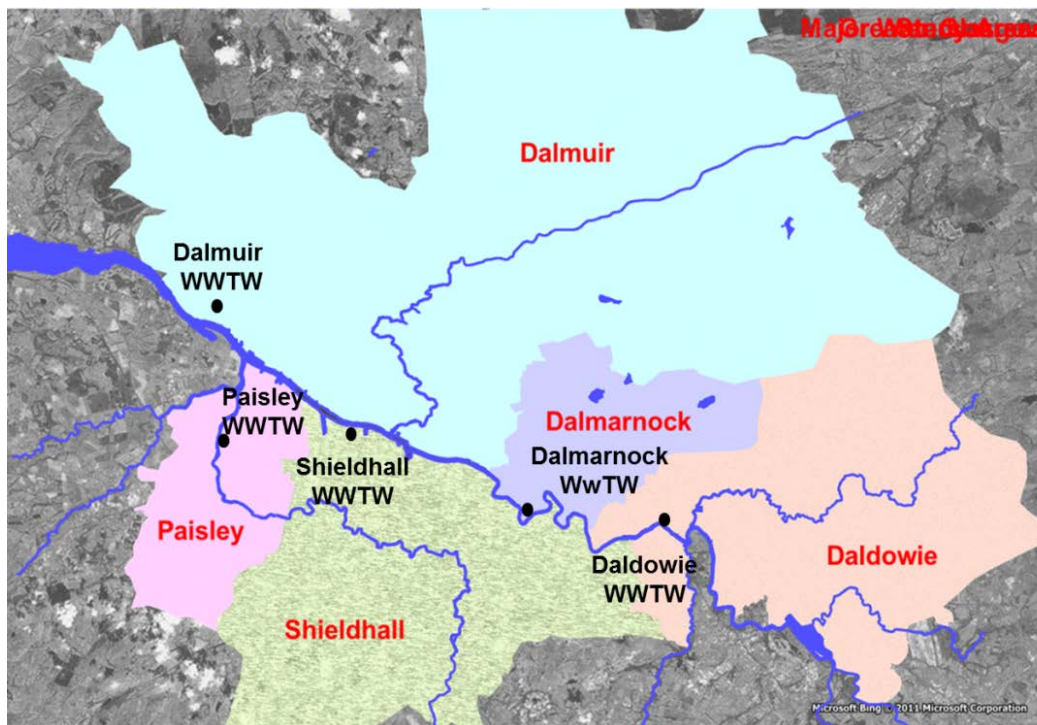 Dalmuir
Dalmuir
WWTW
Paisley
WWTW
Dalmarnock
Shieldhall
WWTW
Dalmarnock
WwTW
Paisley
Daldowie
WWTW
Daldowie
Shieldhall
Microsoft Bing © 2011 Microsoft Corporation